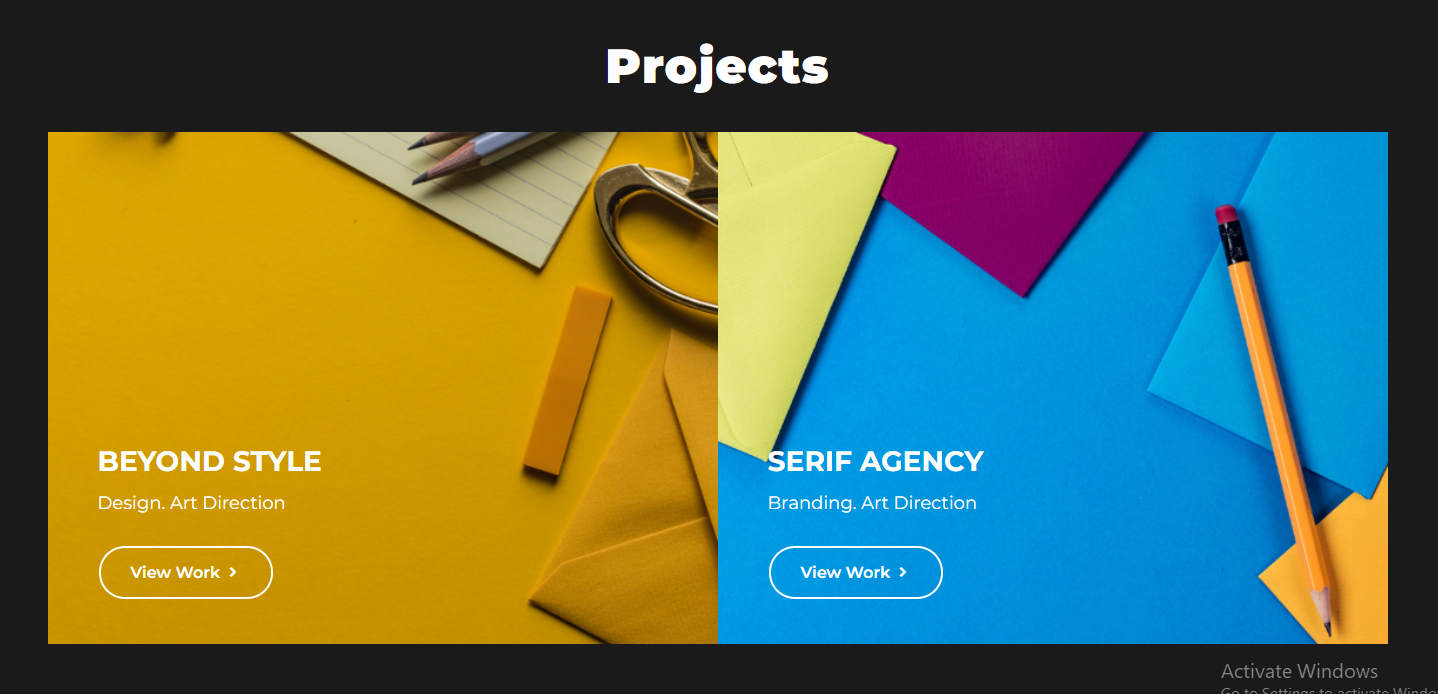 Projects
BEYOND STYLE
Design. Art Direction
View Work
SERIF AGENCY
Branding. Art Direction
View Work
Activate Windows
Go to Settings to activate Windo